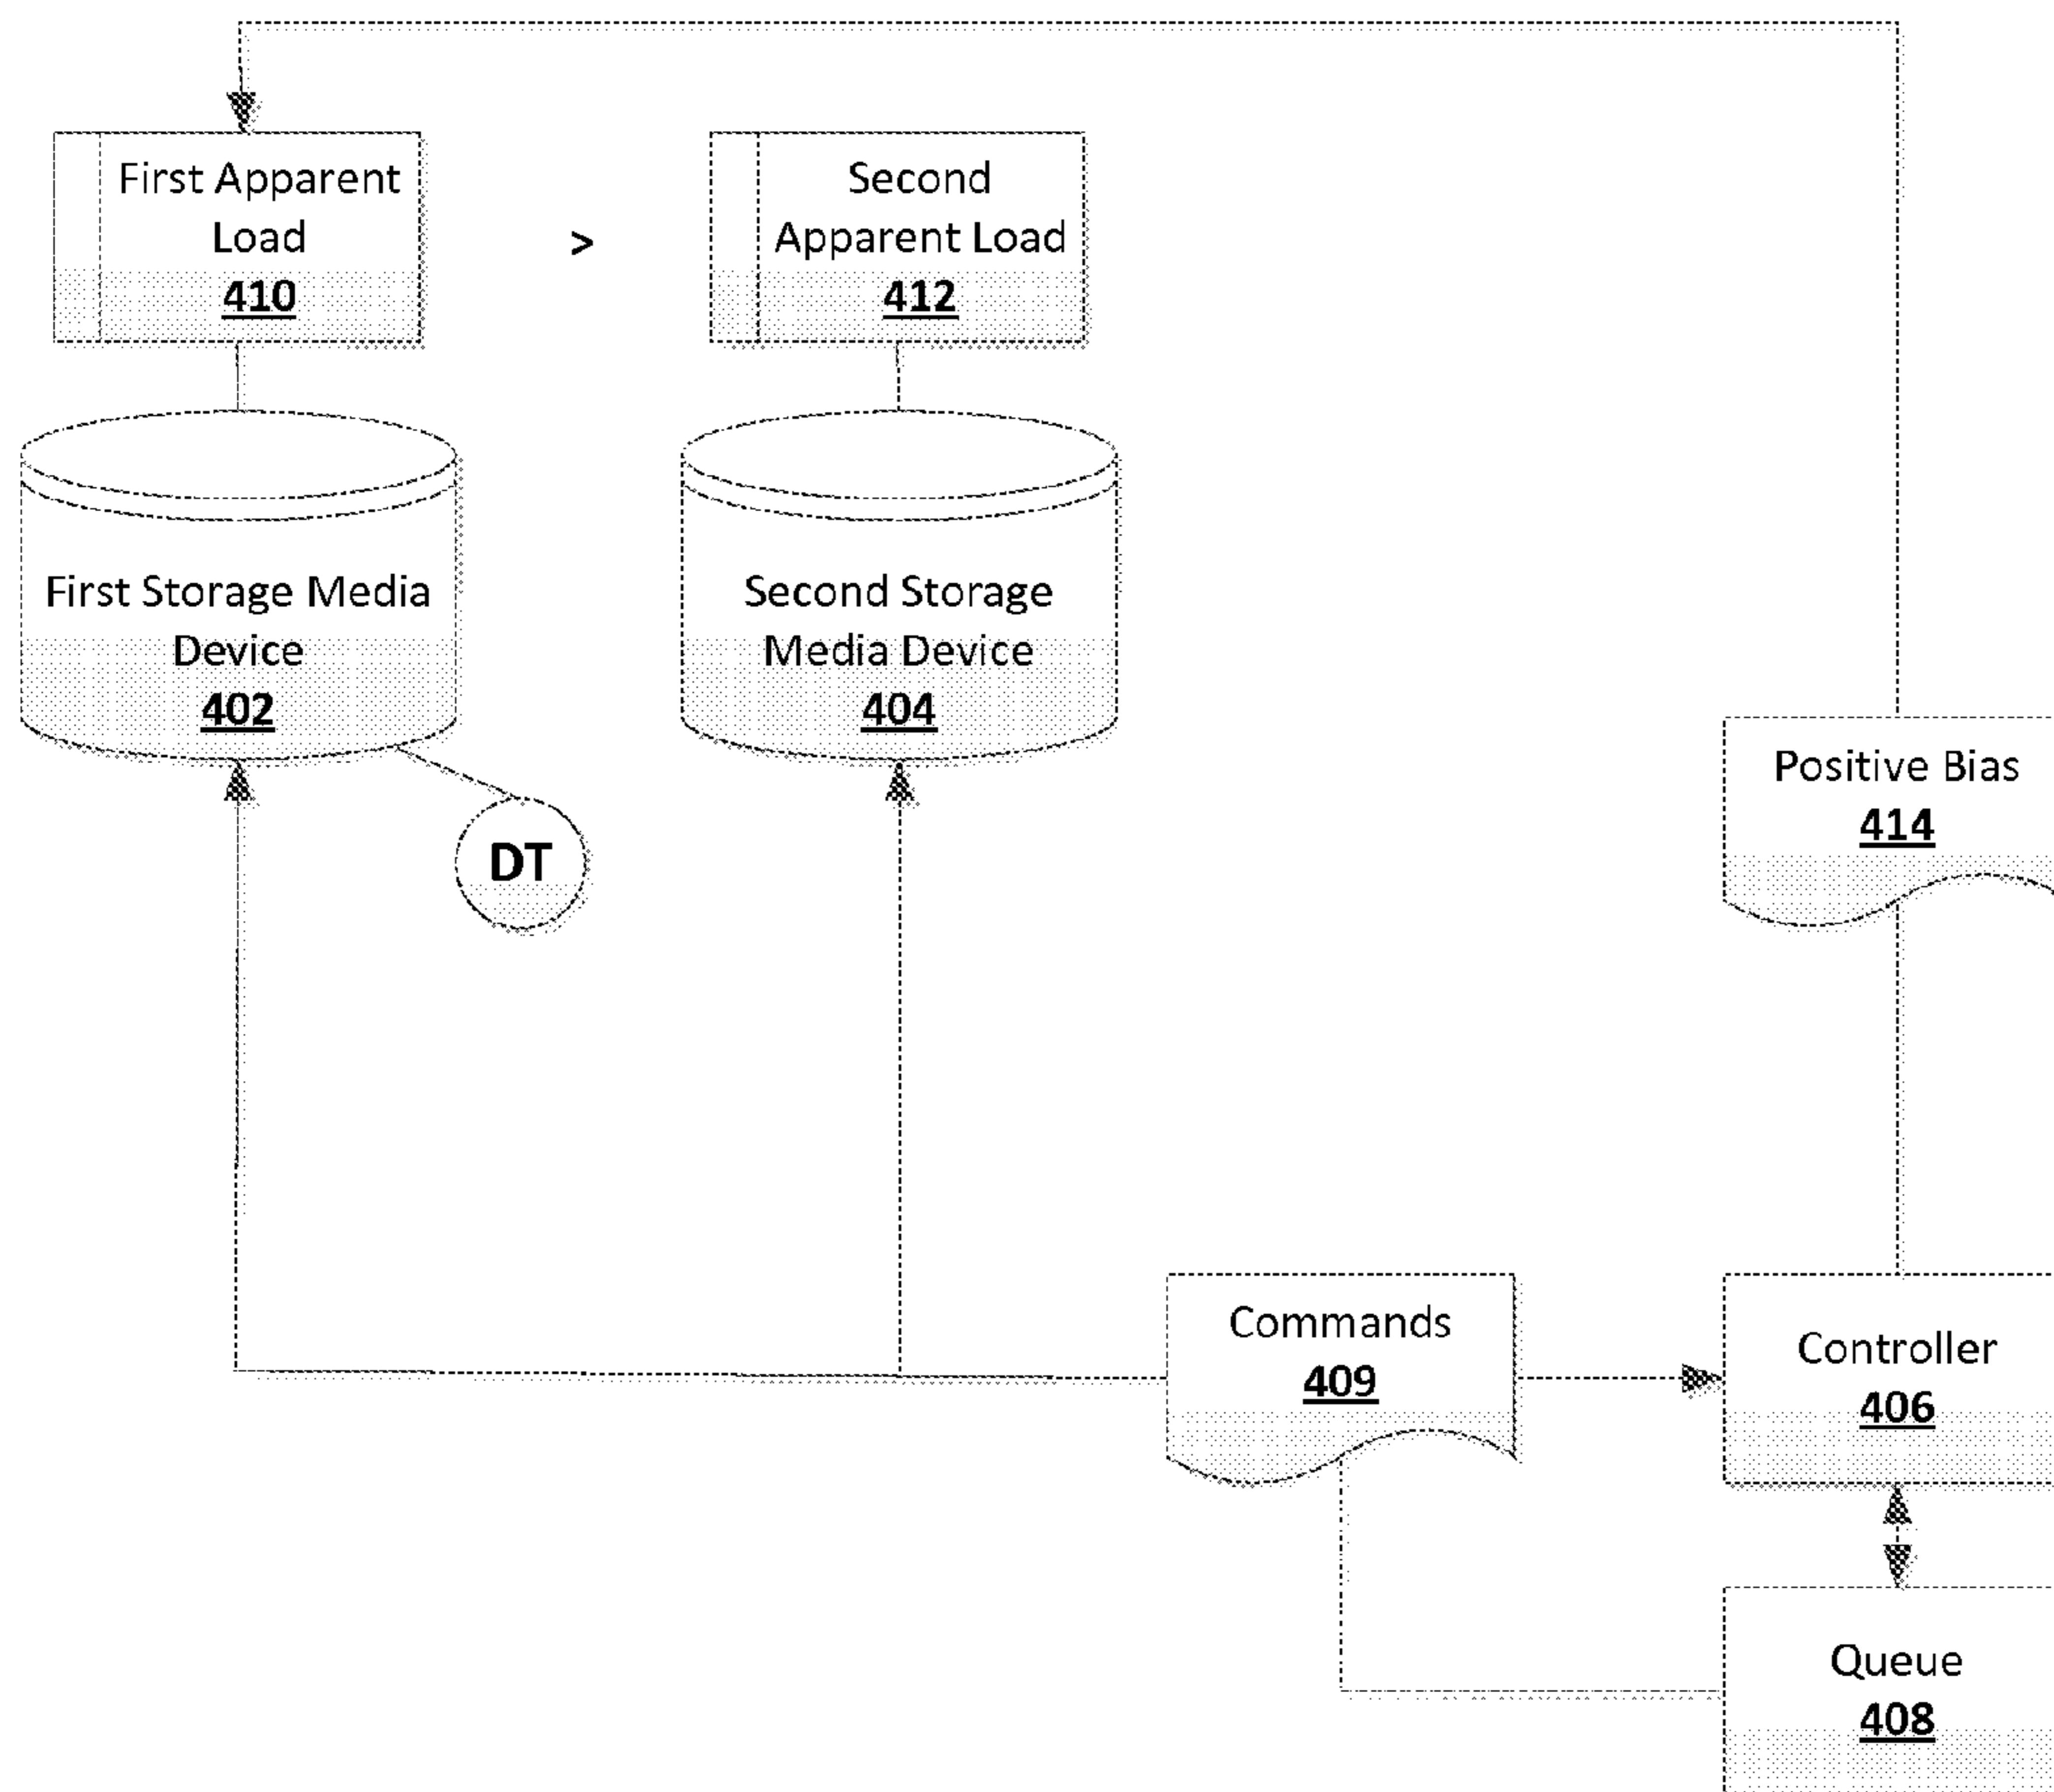 First Apparent
Load
410
>
Second
Apparent Load
412
First Storage Media
Device
402
Second Storage
Media Device
404
DT
Positive Bias
414
Commands
409
Controller
406
Queue
408